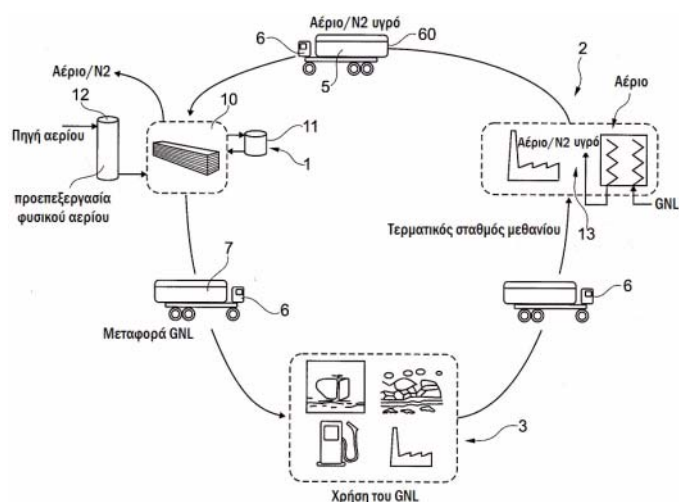 Αέριο/N2 υγρό
6
60
5
2
Αέριο/N2
12
10
11
1
Πηγή αερίου
προεπεξεργασία
φυσικού αερίου
Αέριο
Αέριο/N2 υγρό
GNL
13
Τερματικός σταθμός μεθανίου
7
6
6
Μεταφορά GNL
3
Χρήση του GNL